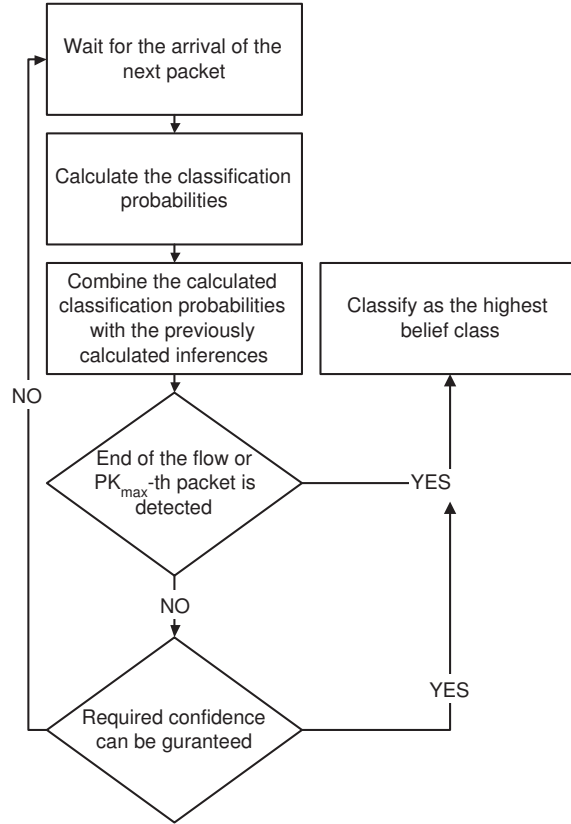 Wait for the arrival of the
next packet
Calculate the classification
probabilities
Combine the calculated
classification probabilities
with the previously
calculated inferences
Classify as the highest
belief class
NO
End of the flow or
PKmax-th packet is
detected
YES
NO
YES
Required confidence
can be guranteed